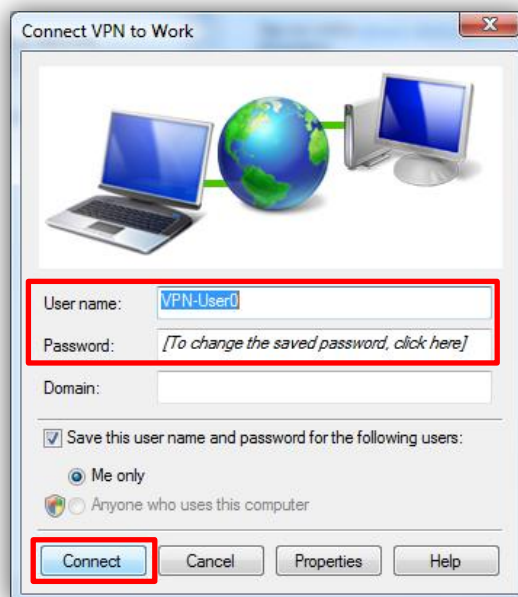 Connect VPN to Work
User name: VPN-User0
Password: [To change the saved password, click here]
Domain:
Save this user name and password for the following users:
Me only
Anyone who uses this computer
Connect Cancel Properties Help